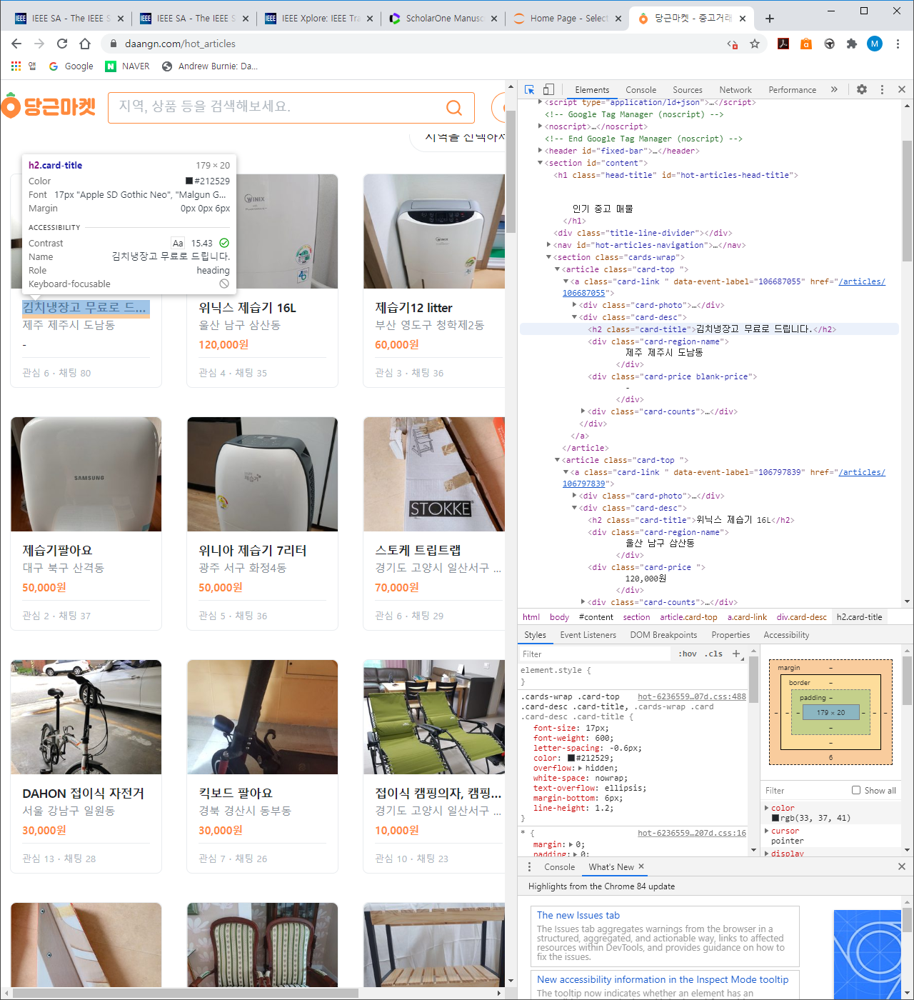 IEEE SA - The IEEE S
IEEE SA - The IEEE S
IEEE Xplore: IEEE Tra
ScholarOne Manusc
Home Page - Select
당근마켓 - 중고거래
daangn.com/hot_articles
M
앱
Google
NAVER
Andrew Burnie: Da...
당근마켓
지역, 상품 등을 검색해보세요.
h2.card-title 179 × 20
Color #212529
Font 17px "Apple SD Gothic Neo", "Malgun G...
Margin 0px 0px 6px
ACCESSIBILITY
Contrast Aa 15.43
Name 김치냉장고 무료로 드립니다.
Role heading
Keyboard-focusable
김치냉장고 무료로 드...
제주 제주시 도남동
-
관심 6 · 채팅 80
WINIX
위닉스 제습기 16L
울산 남구 삼산동
120,000원
관심 4 · 채팅 35
제습기12 litter
부산 영도구 청학제2동
60,000원
관심 3 · 채팅 36
SAMSUNG
제습기팔아요
대구 북구 산격동
50,000원
관심 2 · 채팅 37
제습기
위니아 제습기 7리터
광주 서구 화정4동
50,000원
관심 5 · 채팅 36
STOKKE
스토케 트립트랩
경기도 고양시 일산서구 ...
70,000원
관심 6 · 채팅 29
DAHON 접이식 자전거
서울 강남구 일원동
30,000원
관심 13 · 채팅 28
킥보드 팔아요
경북 경산시 동부동
30,000원
관심 7 · 채팅 26
접이식 캠핑의자, 캠핑...
경기도 고양시 일산서구 ...
10,000원
관심 10 · 채팅 23
Elements Console Sources Network Performance »
<script type="application/ld+json">…</script>
<!-- Google Tag Manager (noscript) -->
<noscript>…</noscript>
<!-- End Google Tag Manager (noscript) -->
<header id="fixed-bar">…</header>
<section id="content">
<h1 class="head-title" id="hot-articles-head-title">
인기 중고 매물
</h1>
<div class="title-line-divider"></div>
<nav id="hot-articles-navigation">…</nav>
<section class="cards-wrap">
<article class="card-top ">
<a class="card-link " data-event-label="106687055" href="/articles/
106687055">
<div class="card-photo">…</div>
<div class="card-desc">
<h2 class="card-title">김치냉장고 무료로 드립니다.</h2>
<div class="card-region-name">
제주 제주시 도남동
</div>
<div class="card-price blank-price">
-
</div>
<div class="card-counts">…</div>
</div>
</a>
</article>
<article class="card-top ">
<a class="card-link " data-event-label="106797839" href="/articles/
106797839">
<div class="card-photo">…</div>
<div class="card-desc">
<h2 class="card-title">위닉스 제습기 16L</h2>
<div class="card-region-name">
울산 남구 삼산동
</div>
<div class="card-price ">
120,000원
</div>
<div class="card-counts">…</div>
html body #content section article.card-top a.card-link div.card-desc h2.card-title
Styles Event Listeners DOM Breakpoints Properties Accessibility
Filter :hov .cls +
element.style {
}
.cards-wrap .card-top hot-6236559…07d.css:488
.card-desc .card-title, .cards-wrap .card
.card-desc .card-title {
font-size: 17px;
font-weight: 600;
letter-spacing: -0.6px;
color: #212529;
overflow: hidden;
white-space: nowrap;
text-overflow: ellipsis;
margin-bottom: 6px;
line-height: 1.2;
}
* { hot-6236559…207d.css:16
margin: 0;
padding: 0;
margin -
border -
padding -
- - - 179 × 20 - - -
-
-
6
Filter Show all
color
rgb(33, 37, 41)
cursor
pointer
display
Console What's New
Highlights from the Chrome 84 update
The new Issues tab
The Issues tab aggregates warnings from the browser in a
structured, aggregated, and actionable way, links to affected
resources within DevTools, and provides guidance on how to
fix the issues.
New accessibility information in the Inspect Mode tooltip
The tooltip now indicates whether an element has an